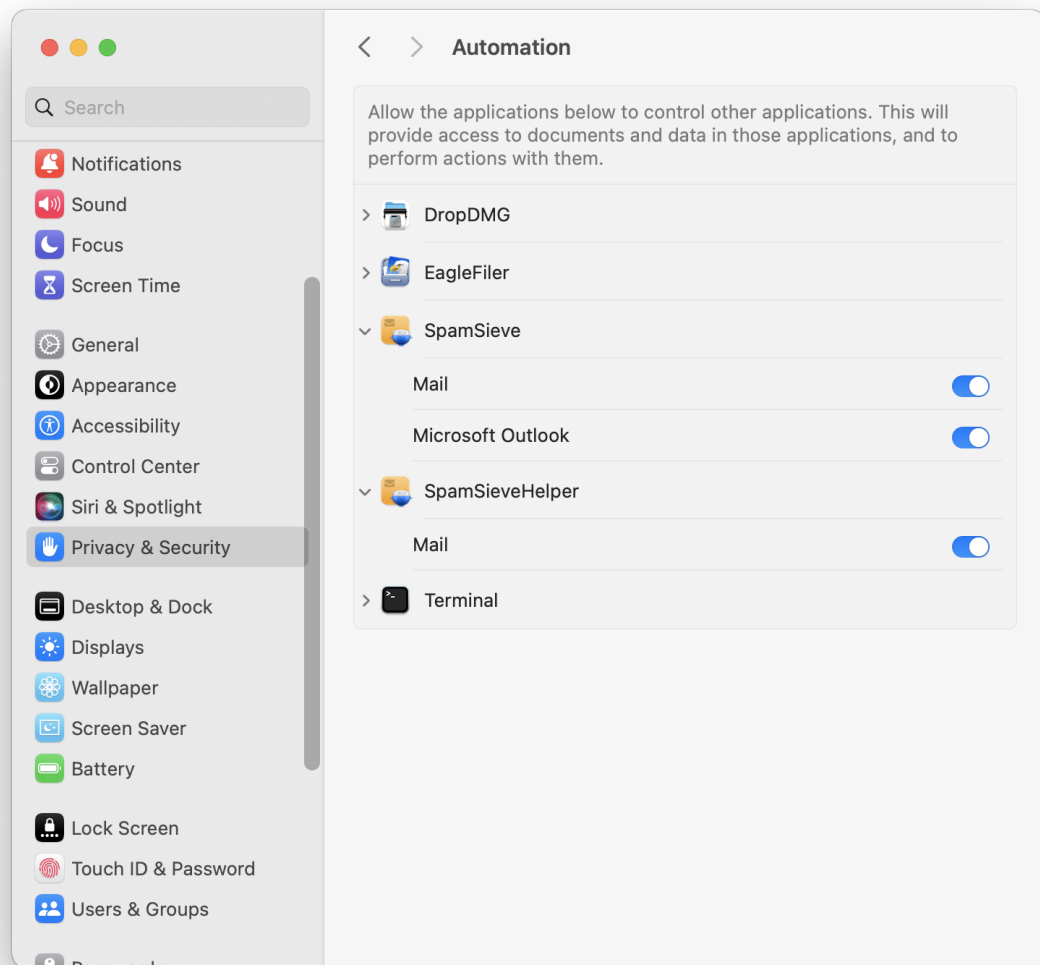 Automation
Search
Allow the applications below to control other applications. This will
provide access to documents and data in those applications, and to
perform actions with them.
Notifications
Sound
Focus
Screen Time
General
Appearance
Accessibility
Control Center
Siri & Spotlight
Privacy & Security
Desktop & Dock
Displays
Wallpaper
Screen Saver
Battery
Lock Screen
Touch ID & Password
Users & Groups
DropDMG
EagleFiler
SpamSieve
Mail
Microsoft Outlook
SpamSieveHelper
Mail
Terminal